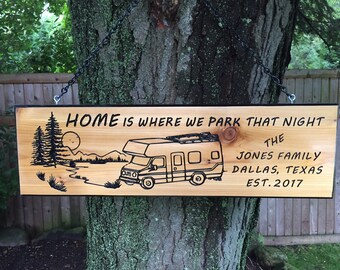 HOME IS WHERE WE PARK THAT NIGHT
THE
JONES FAMILY
DALLAS, TEXAS
EST. 2017